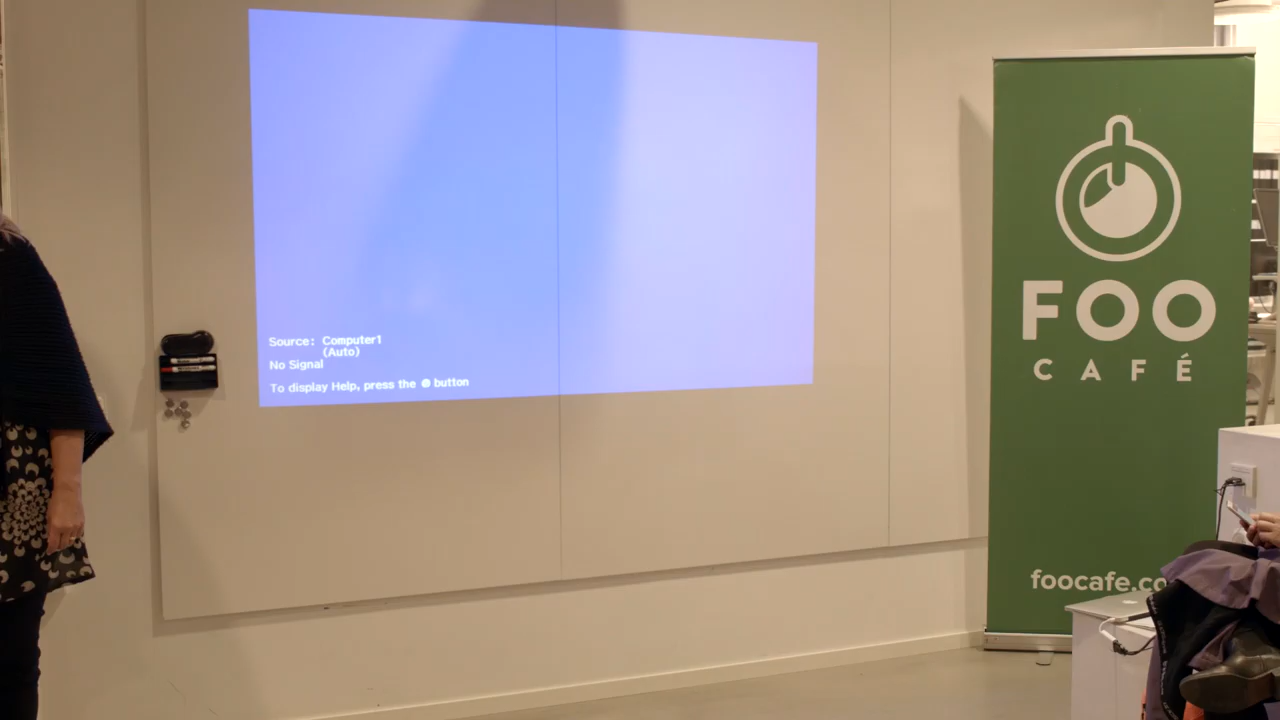 Source: Computer1
(Auto)
No Signal
To display Help, press the button
FOO
CAFÉ
foocafe.co